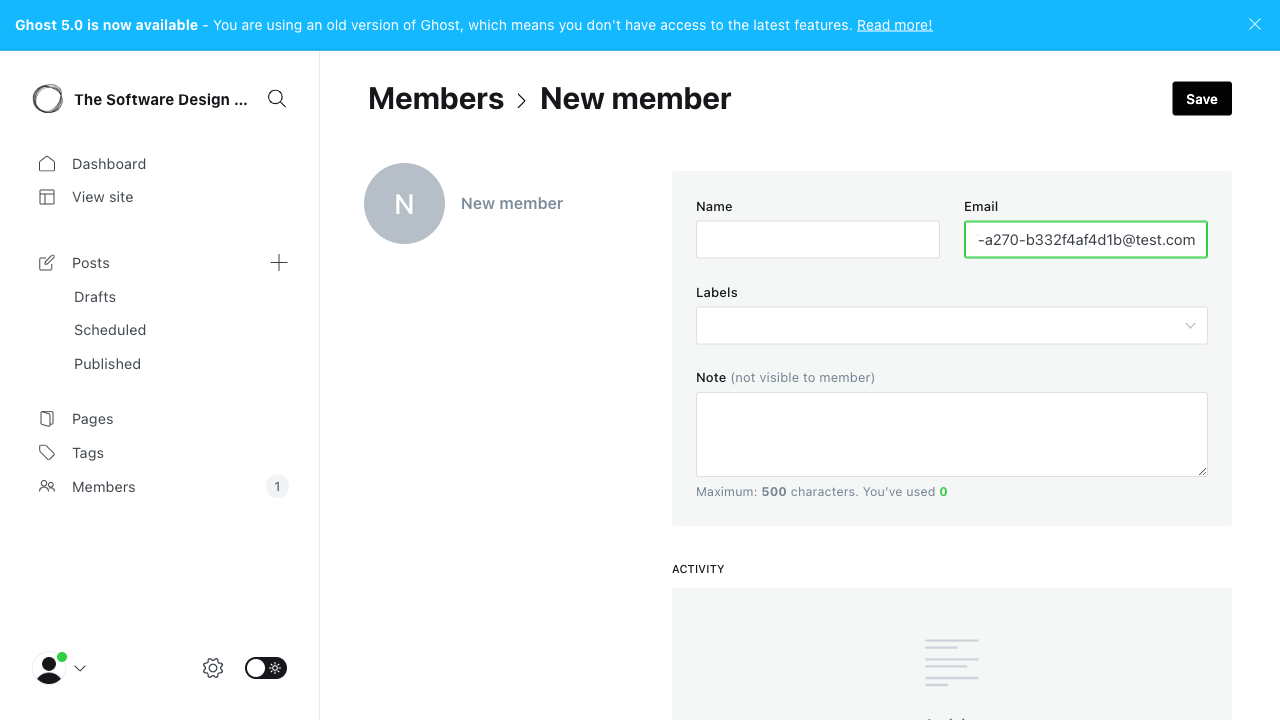 Ghost 5.0 is now available - You are using an old version of Ghost, which means you don't have access to the latest features. Read more!
The Software Design ...
Dashboard
View site
Posts
Drafts
Scheduled
Published
Pages
Tags
Members 1
Members > New member
Save
N
New member
Name
Email
-a270-b332f4af4d1b@test.com
Labels
Note (not visible to member)
Maximum: 500 characters. You've used 0
ACTIVITY